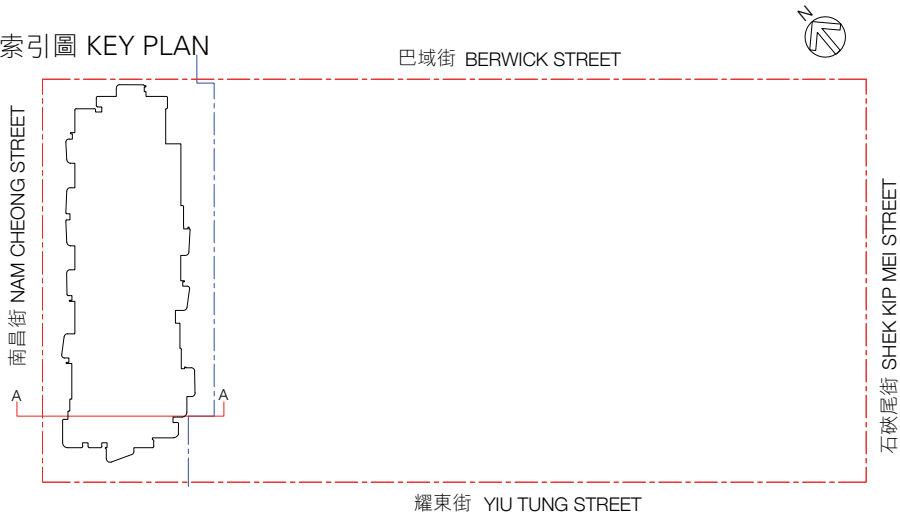 N
索引圖 KEY PLAN
巴域街 BERWICK STREET
南昌街 NAM CHEONG STREET
石硤尾街 SHEK KIP MEI STREET
A
A
耀東街 YIU TUNG STREET